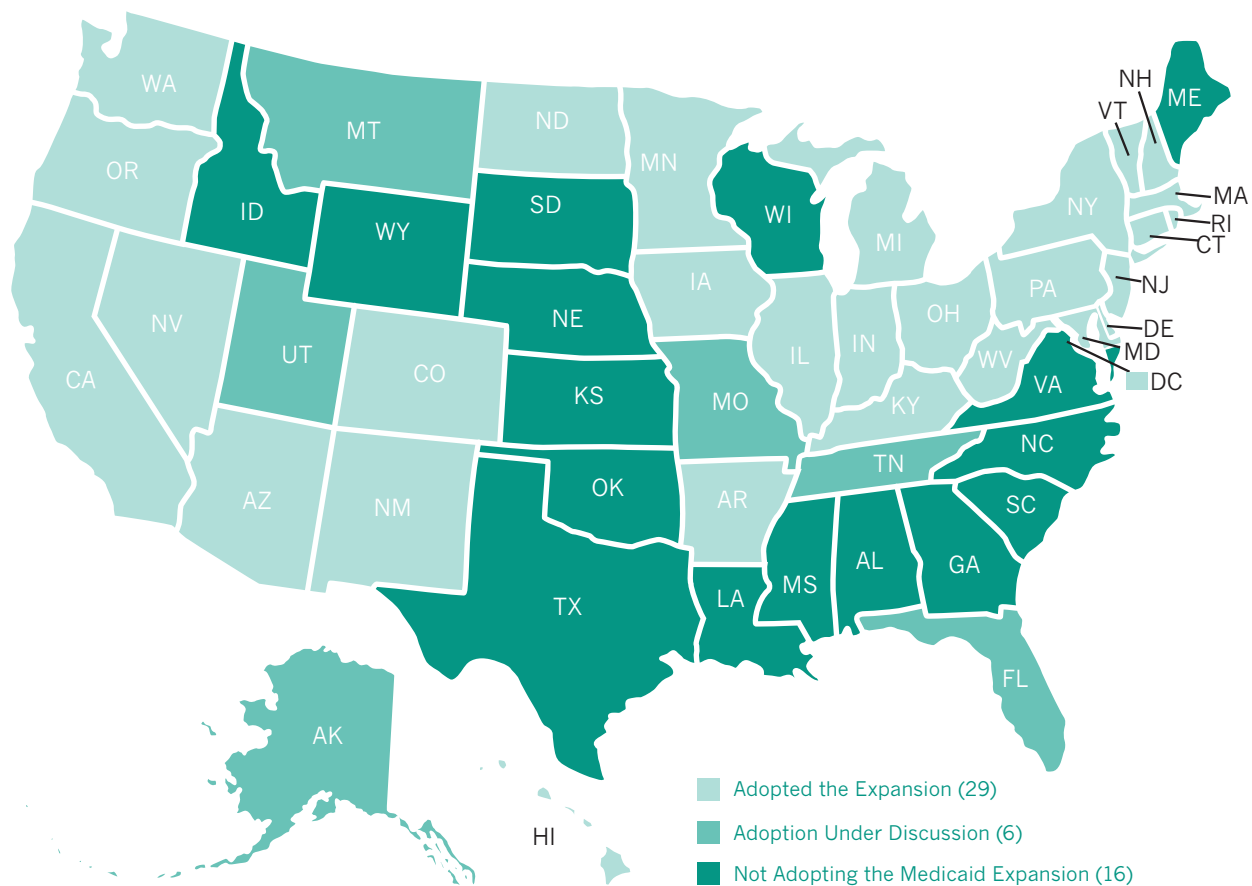 NH
ME
VT
WA
MT
ND
MN
OR
ID
SD
WI
NY
MA
RI
WY
MI
CT
IA
PA
NJ
NV
NE
OH
UT
IL
IN
DE
CO
WV
MD
CA
VA
DC
KS
MO
KY
NC
TN
AZ
NM
OK
AR
SC
TX
LA
MS
AL
GA
FL
AK
HI
Adopted the Expansion (29)
Adoption Under Discussion (6)
Not Adopting the Medicaid Expansion (16)